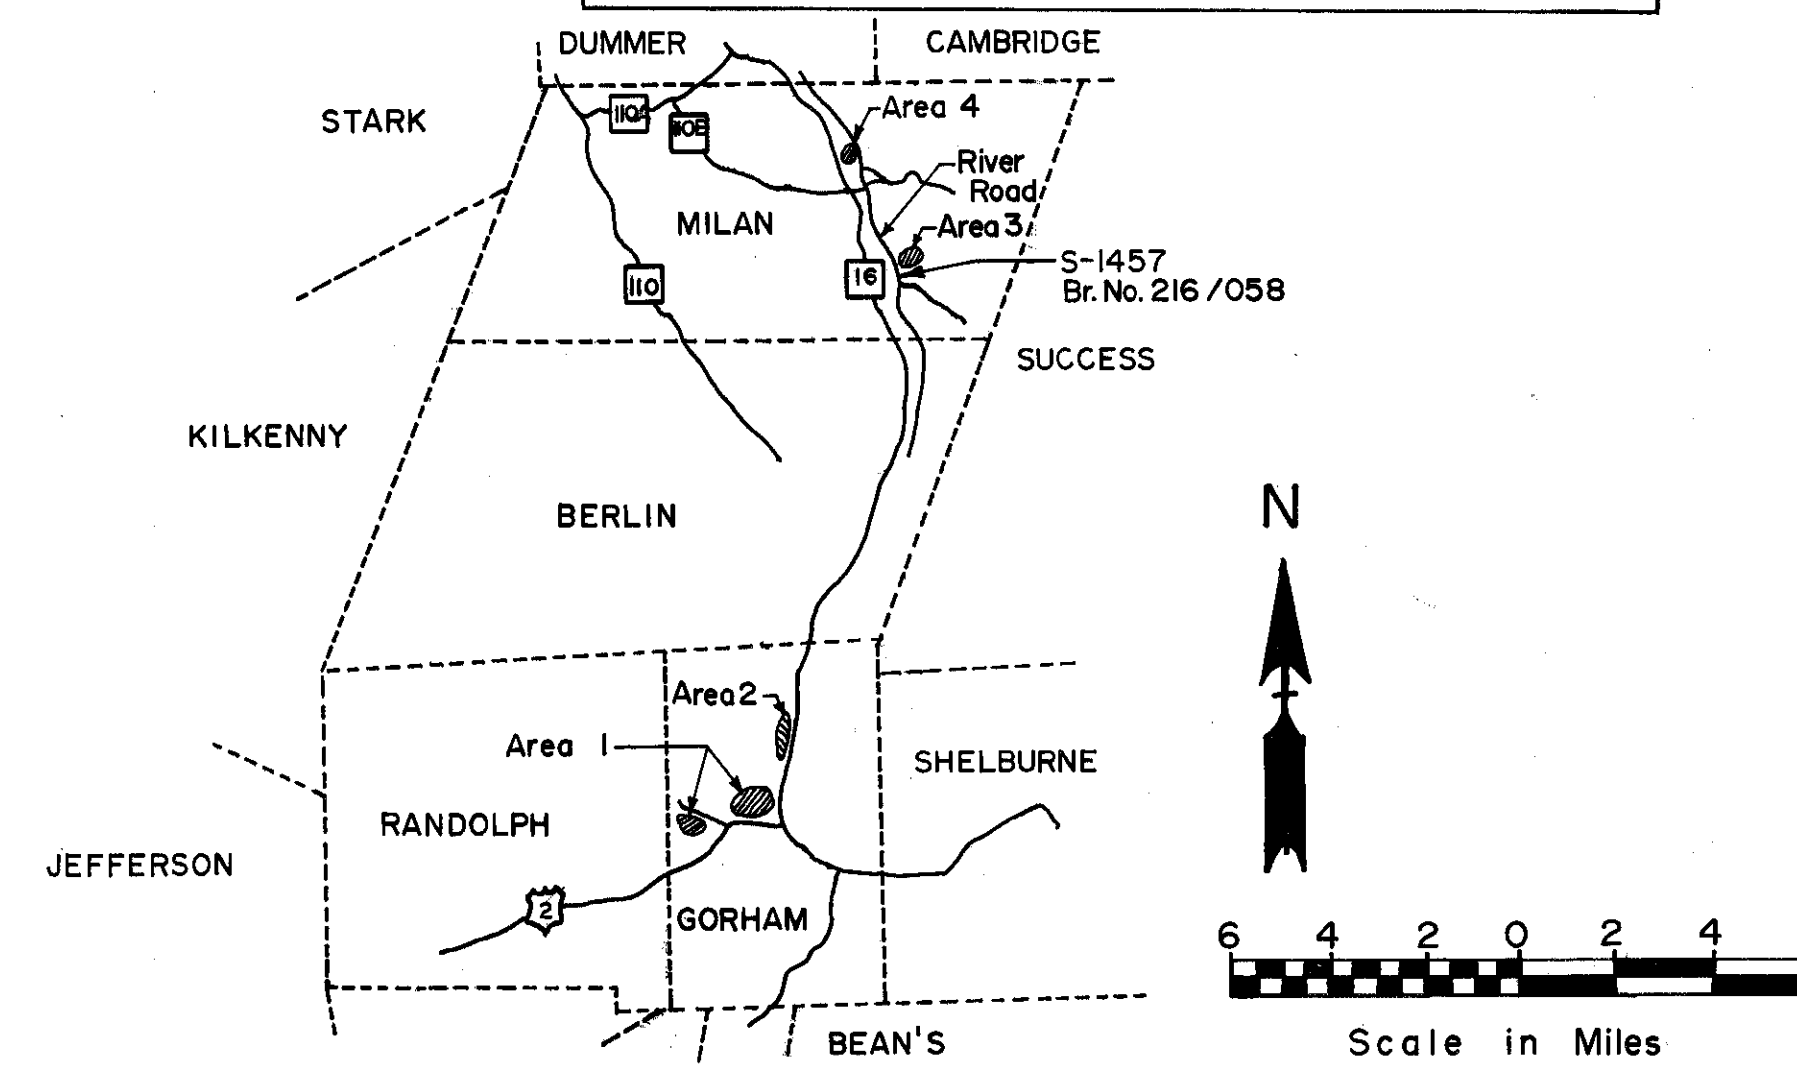 DUMMER
CAMBRIDGE
STARK
110A
110B
Area 4
River
Road
MILAN
Area 3
110
16
S-1457
Br. No. 216/058
SUCCESS
KILKENNY
BERLIN
N
Area 2
Area 1
SHELBURNE
RANDOLPH
JEFFERSON
2
GORHAM
6 4 2 0 2 4
BEAN'S
Scale in Miles